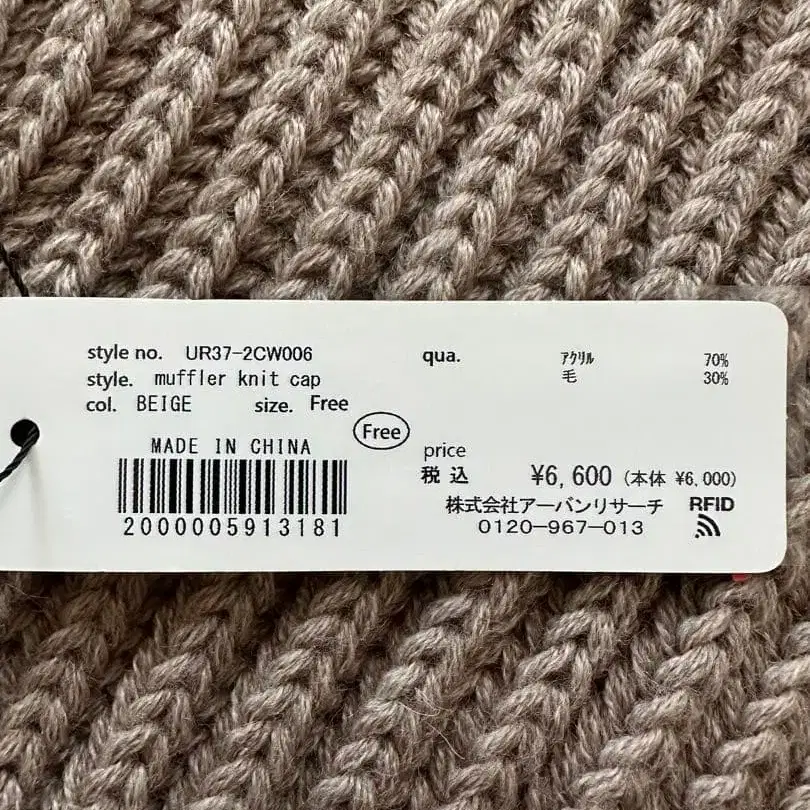 style no. UR37-2CW006
style. muffler knit cap
col. BEIGE size. Free
Free
MADE IN CHINA
2000005913181
qua. ｱｸﾘﾙ 70%
毛 30%
price
税込 ¥6,600 (本体 ¥6,000)
株式会社アーバンリサーチ RFID
0120-967-013